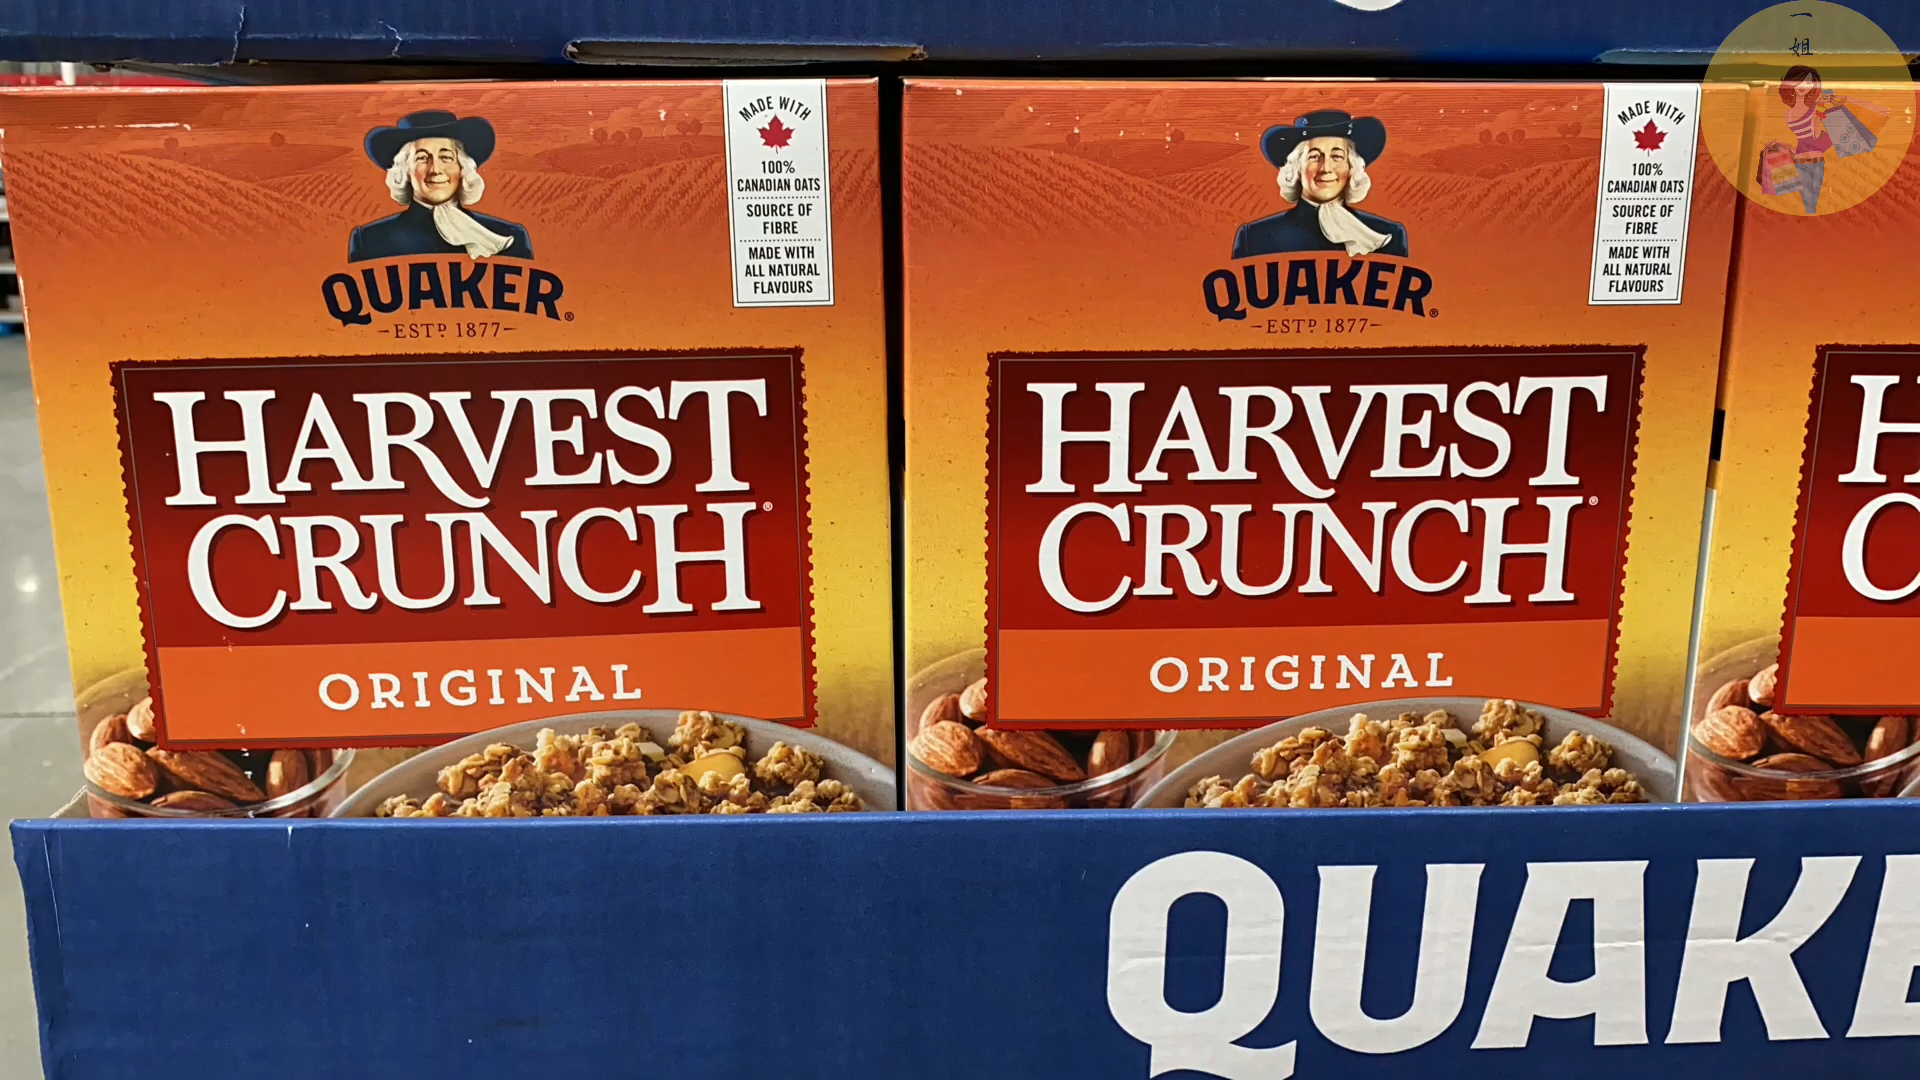 一
姐
MADE WITH
100%
CANADIAN OATS
SOURCE OF
FIBRE
MADE WITH
ALL NATURAL
FLAVOURS
QUAKER®
ESTD 1877
HARVEST
CRUNCH®
ORIGINAL
MADE WITH
100%
CANADIAN OATS
SOURCE OF
FIBRE
MADE WITH
ALL NATURAL
FLAVOURS
QUAKER®
ESTD 1877
HARVEST
CRUNCH®
ORIGINAL
H
C
QUAKE